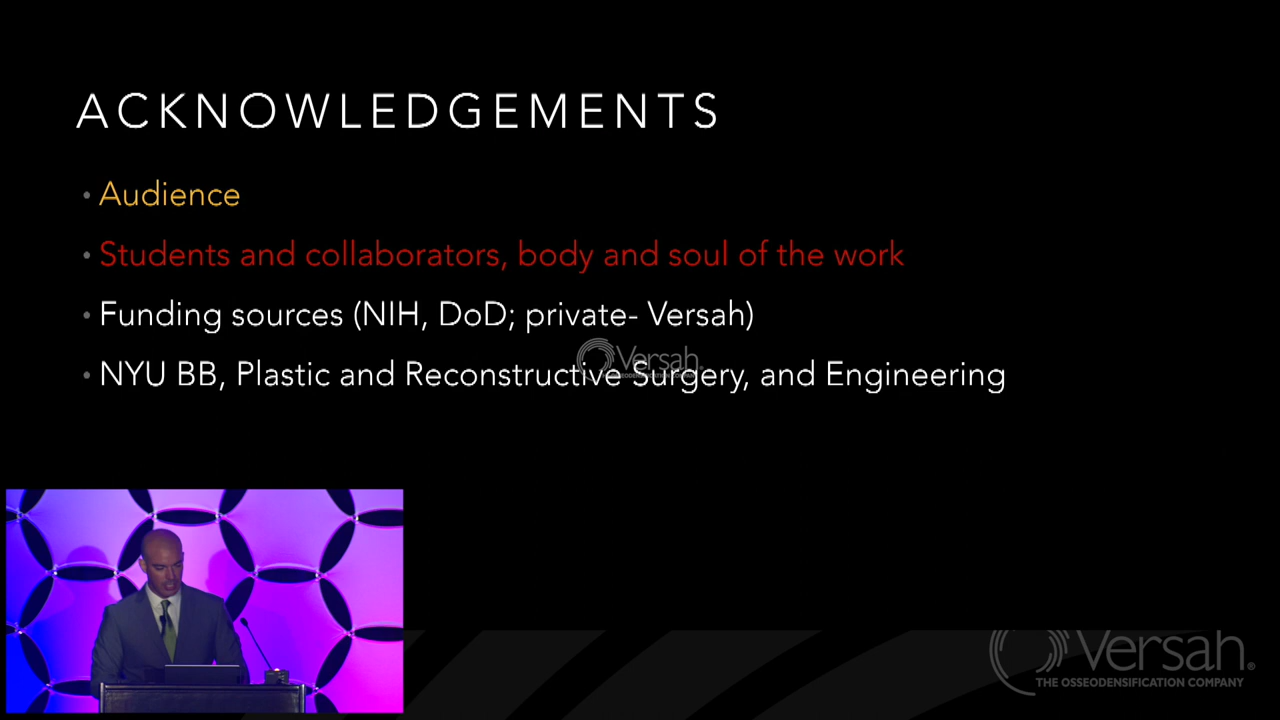 ACKNOWLEDGEMENTS
• Audience
• Students and collaborators, body and soul of the work
• Funding sources (NIH, DoD; private- Versah)
Versah
• NYU BB, Plastic and Reconstructive Surgery, and Engineering
Versah®
THE OSSEODENSIFICATION COMPANY